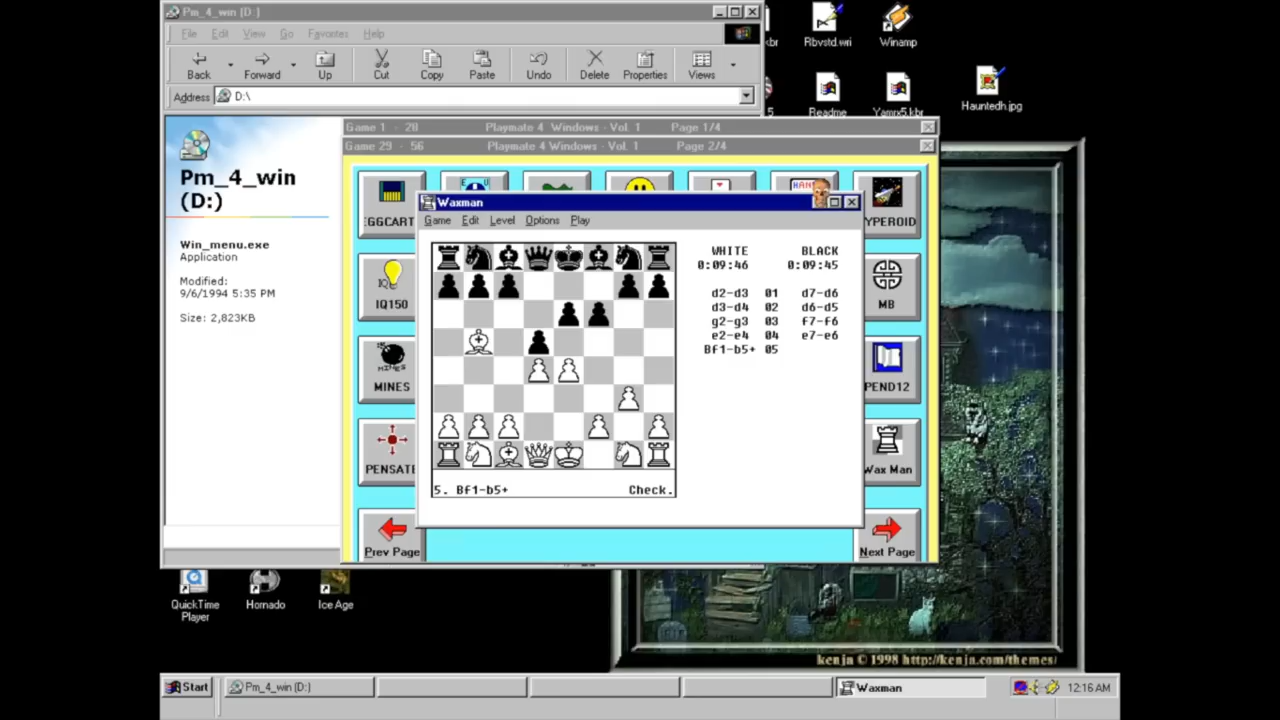 Pm_4_win (D:)
File Edit View Go Favorites Help
Back Forward Up Cut Copy Paste Undo Delete Properties Views
Address D:\
Pm_4_win
(D:)
Win_menu.exe
Application
Modified:
9/6/1994 5:35 PM
Size: 2,823KB
Game 1 - 28 Playmate 4 Windows - Vol. 1 Page 1/4
Game 29 - 56 Playmate 4 Windows - Vol. 1 Page 2/4
EGGCART
IQ150
MINES
PENSATE
Prev Page
YPEROID
MB
PEND12
Wax Man
Next Page
Waxman
Game Edit Level Options Play
WHITE BLACK
0:09:46 0:09:45
d2-d3 01 d7-d6
d3-d4 02 d6-d5
g2-g3 03 f7-f6
e2-e4 04 e7-e6
Bf1-b5+ 05
5. Bf1-b5+ Check.
kbr
Rbvstd.wri
Winamp
Readme
Hauntedh.jpg
QuickTime
Player
Hornado
Ice Age
kenjn © 1998 http://kenjn.com/themes/
Start Pm_4_win (D:) Waxman 12:16 AM